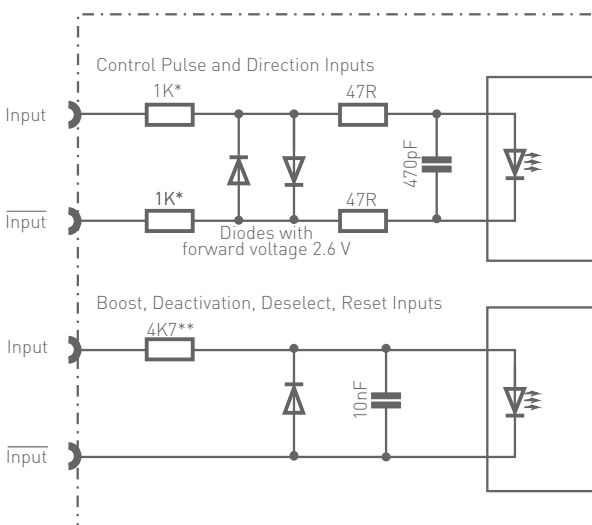 Control Pulse and Direction Inputs
1K*
47R
Input
470pF
1K*
47R
Input
Diodes with
forward voltage 2.6 V
Boost, Deactivation, Deselect, Reset Inputs
4K7**
Input
10nF
Input